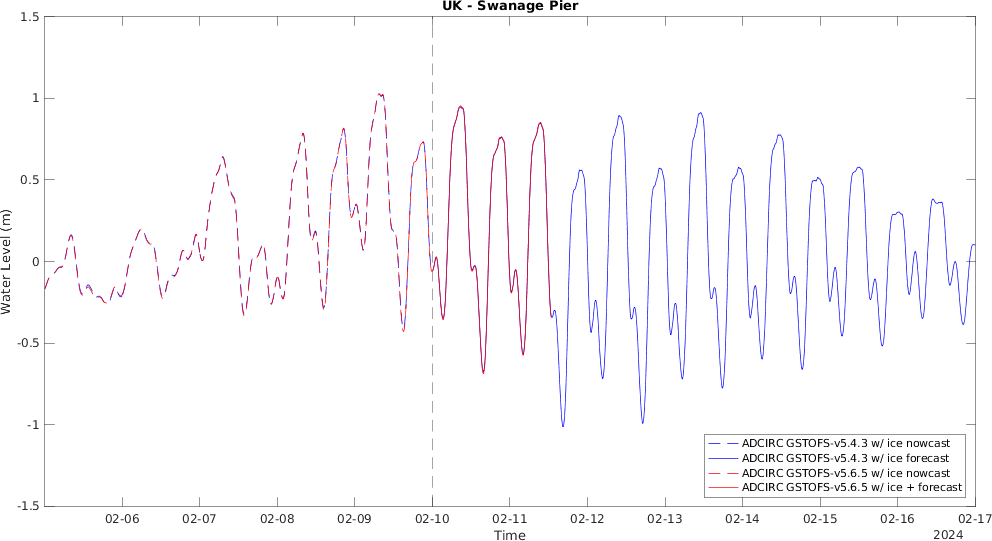 UK - Swanage Pier
1.5
1
0.5
0
-0.5
-1
-1.5
Water Level (m)
ADCIRC GSTOFS-v5.4.3 w/ ice nowcast
ADCIRC GSTOFS-v5.4.3 w/ ice forecast
ADCIRC GSTOFS-v5.6.5 w/ ice nowcast
ADCIRC GSTOFS-v5.6.5 w/ ice + forecast
02-06 02-07 02-08 02-09 02-10 02-11 02-12 02-13 02-14 02-15 02-16 02-17
Time
2024